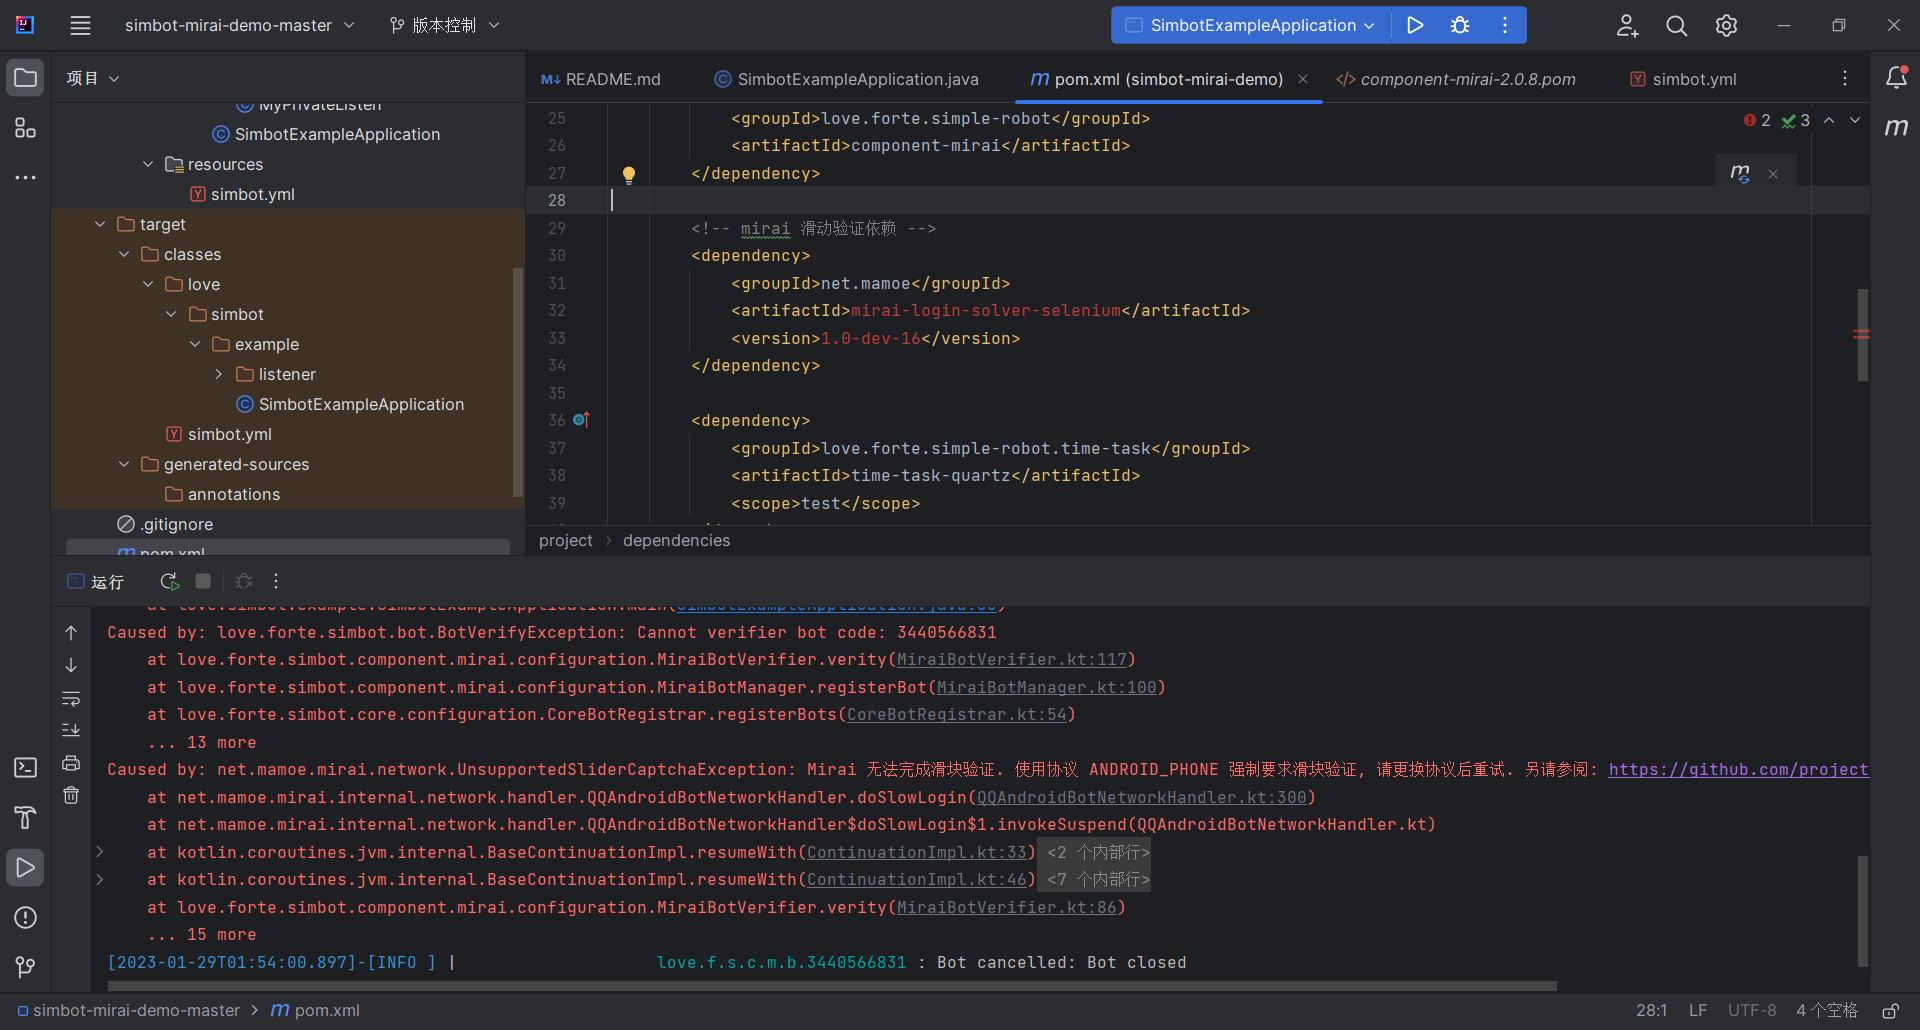 simbot-mirai-demo-master
版本控制
SimbotExampleApplication
项目
README.md
SimbotExampleApplication.java
pom.xml (simbot-mirai-demo)
component-mirai-2.0.8.pom
simbot.yml
MyPrivateListen
SimbotExampleApplication
resources
simbot.yml
target
classes
love
simbot
example
listener
SimbotExampleApplication
simbot.yml
generated-sources
annotations
.gitignore
pom.xml
2 3
25 <groupId>love.forte.simple-robot</groupId>
26 <artifactId>component-mirai</artifactId>
27 </dependency>
28
29 <!-- mirai 滑动验证依赖 -->
30 <dependency>
31 <groupId>net.mamoe</groupId>
32 <artifactId>mirai-login-solver-selenium</artifactId>
33 <version>1.0-dev-16</version>
34 </dependency>
35
36 <dependency>
37 <groupId>love.forte.simple-robot.time-task</groupId>
38 <artifactId>time-task-quartz</artifactId>
39 <scope>test</scope>
project > dependencies
运行
Caused by: love.forte.simbot.bot.BotVerifyException: Cannot verifier bot code: 3440566831
at love.forte.simbot.component.mirai.configuration.MiraiBotVerifier.verity(MiraiBotVerifier.kt:117)
at love.forte.simbot.component.mirai.configuration.MiraiBotManager.registerBot(MiraiBotManager.kt:100)
at love.forte.simbot.core.configuration.CoreBotRegistrar.registerBots(CoreBotRegistrar.kt:54)
... 13 more
Caused by: net.mamoe.mirai.network.UnsupportedSliderCaptchaException: Mirai 无法完成滑块验证. 使用协议 ANDROID_PHONE 强制要求滑块验证, 请更换协议后重试. 另请参阅: https://github.com/project
at net.mamoe.mirai.internal.network.handler.QQAndroidBotNetworkHandler.doSlowLogin(QQAndroidBotNetworkHandler.kt:300)
at net.mamoe.mirai.internal.network.handler.QQAndroidBotNetworkHandler$doSlowLogin$1.invokeSuspend(QQAndroidBotNetworkHandler.kt)
at kotlin.coroutines.jvm.internal.BaseContinuationImpl.resumeWith(ContinuationImpl.kt:33) <2 个内部行>
at kotlin.coroutines.jvm.internal.BaseContinuationImpl.resumeWith(ContinuationImpl.kt:46) <7 个内部行>
at love.forte.simbot.component.mirai.configuration.MiraiBotVerifier.verity(MiraiBotVerifier.kt:86)
... 15 more
[2023-01-29T01:54:00.897]-[INFO ] | love.f.s.c.m.b.3440566831 : Bot cancelled: Bot closed
simbot-mirai-demo-master > pom.xml
28:1 LF UTF-8 4 个空格